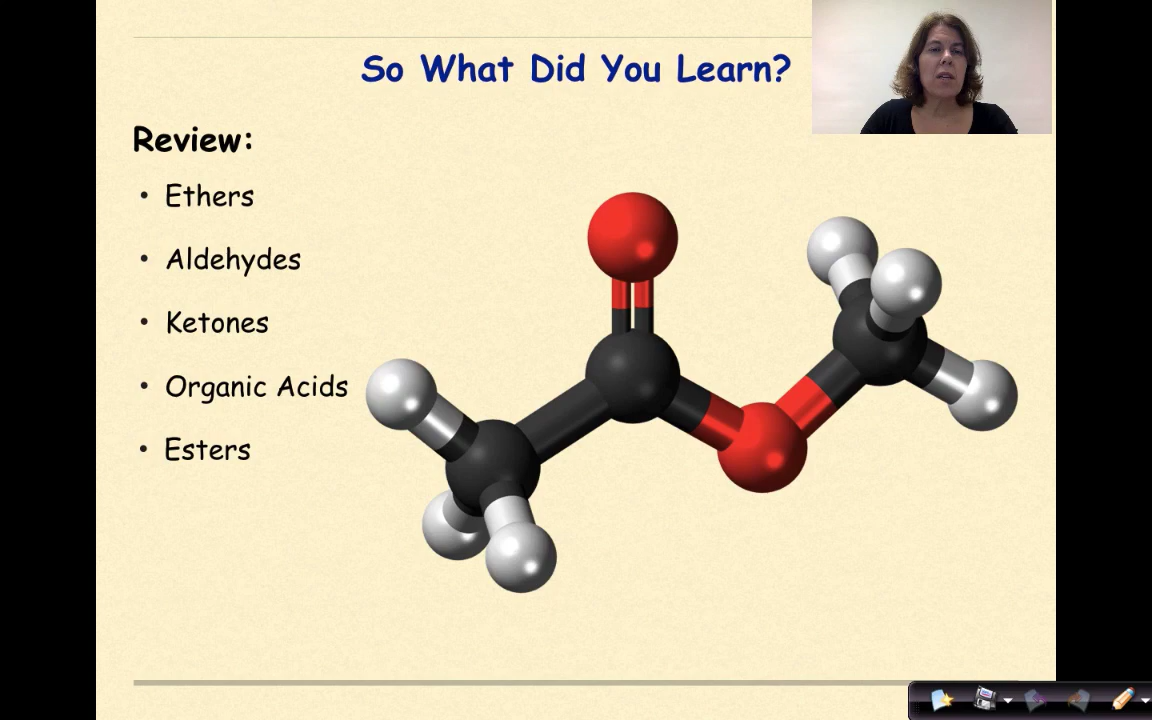 So What Did You Learn?
Review:
• Ethers
• Aldehydes
• Ketones
• Organic Acids
• Esters